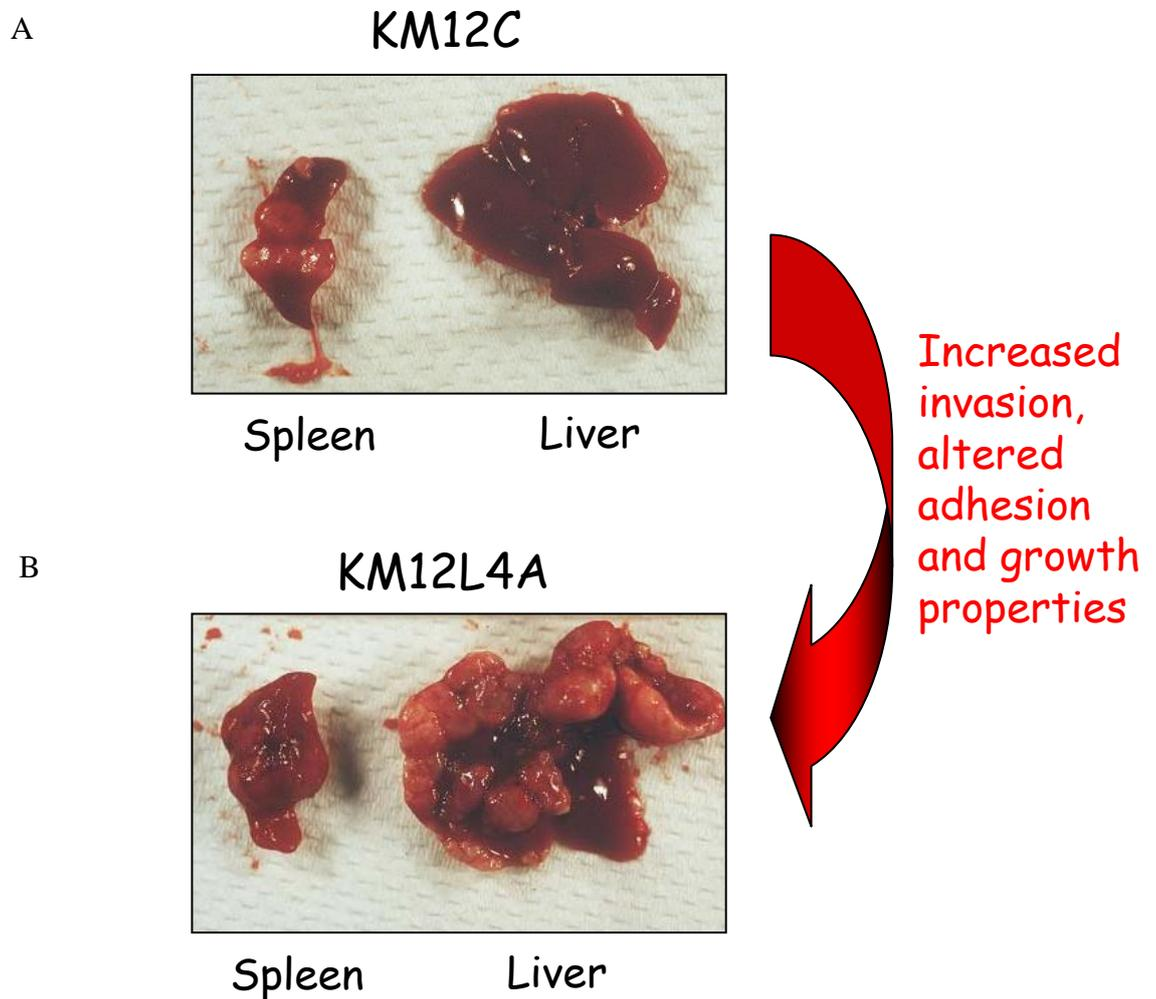 A
KM12C
Spleen Liver
Increased
invasion,
altered
adhesion
and growth
properties
B
KM12L4A
Spleen Liver